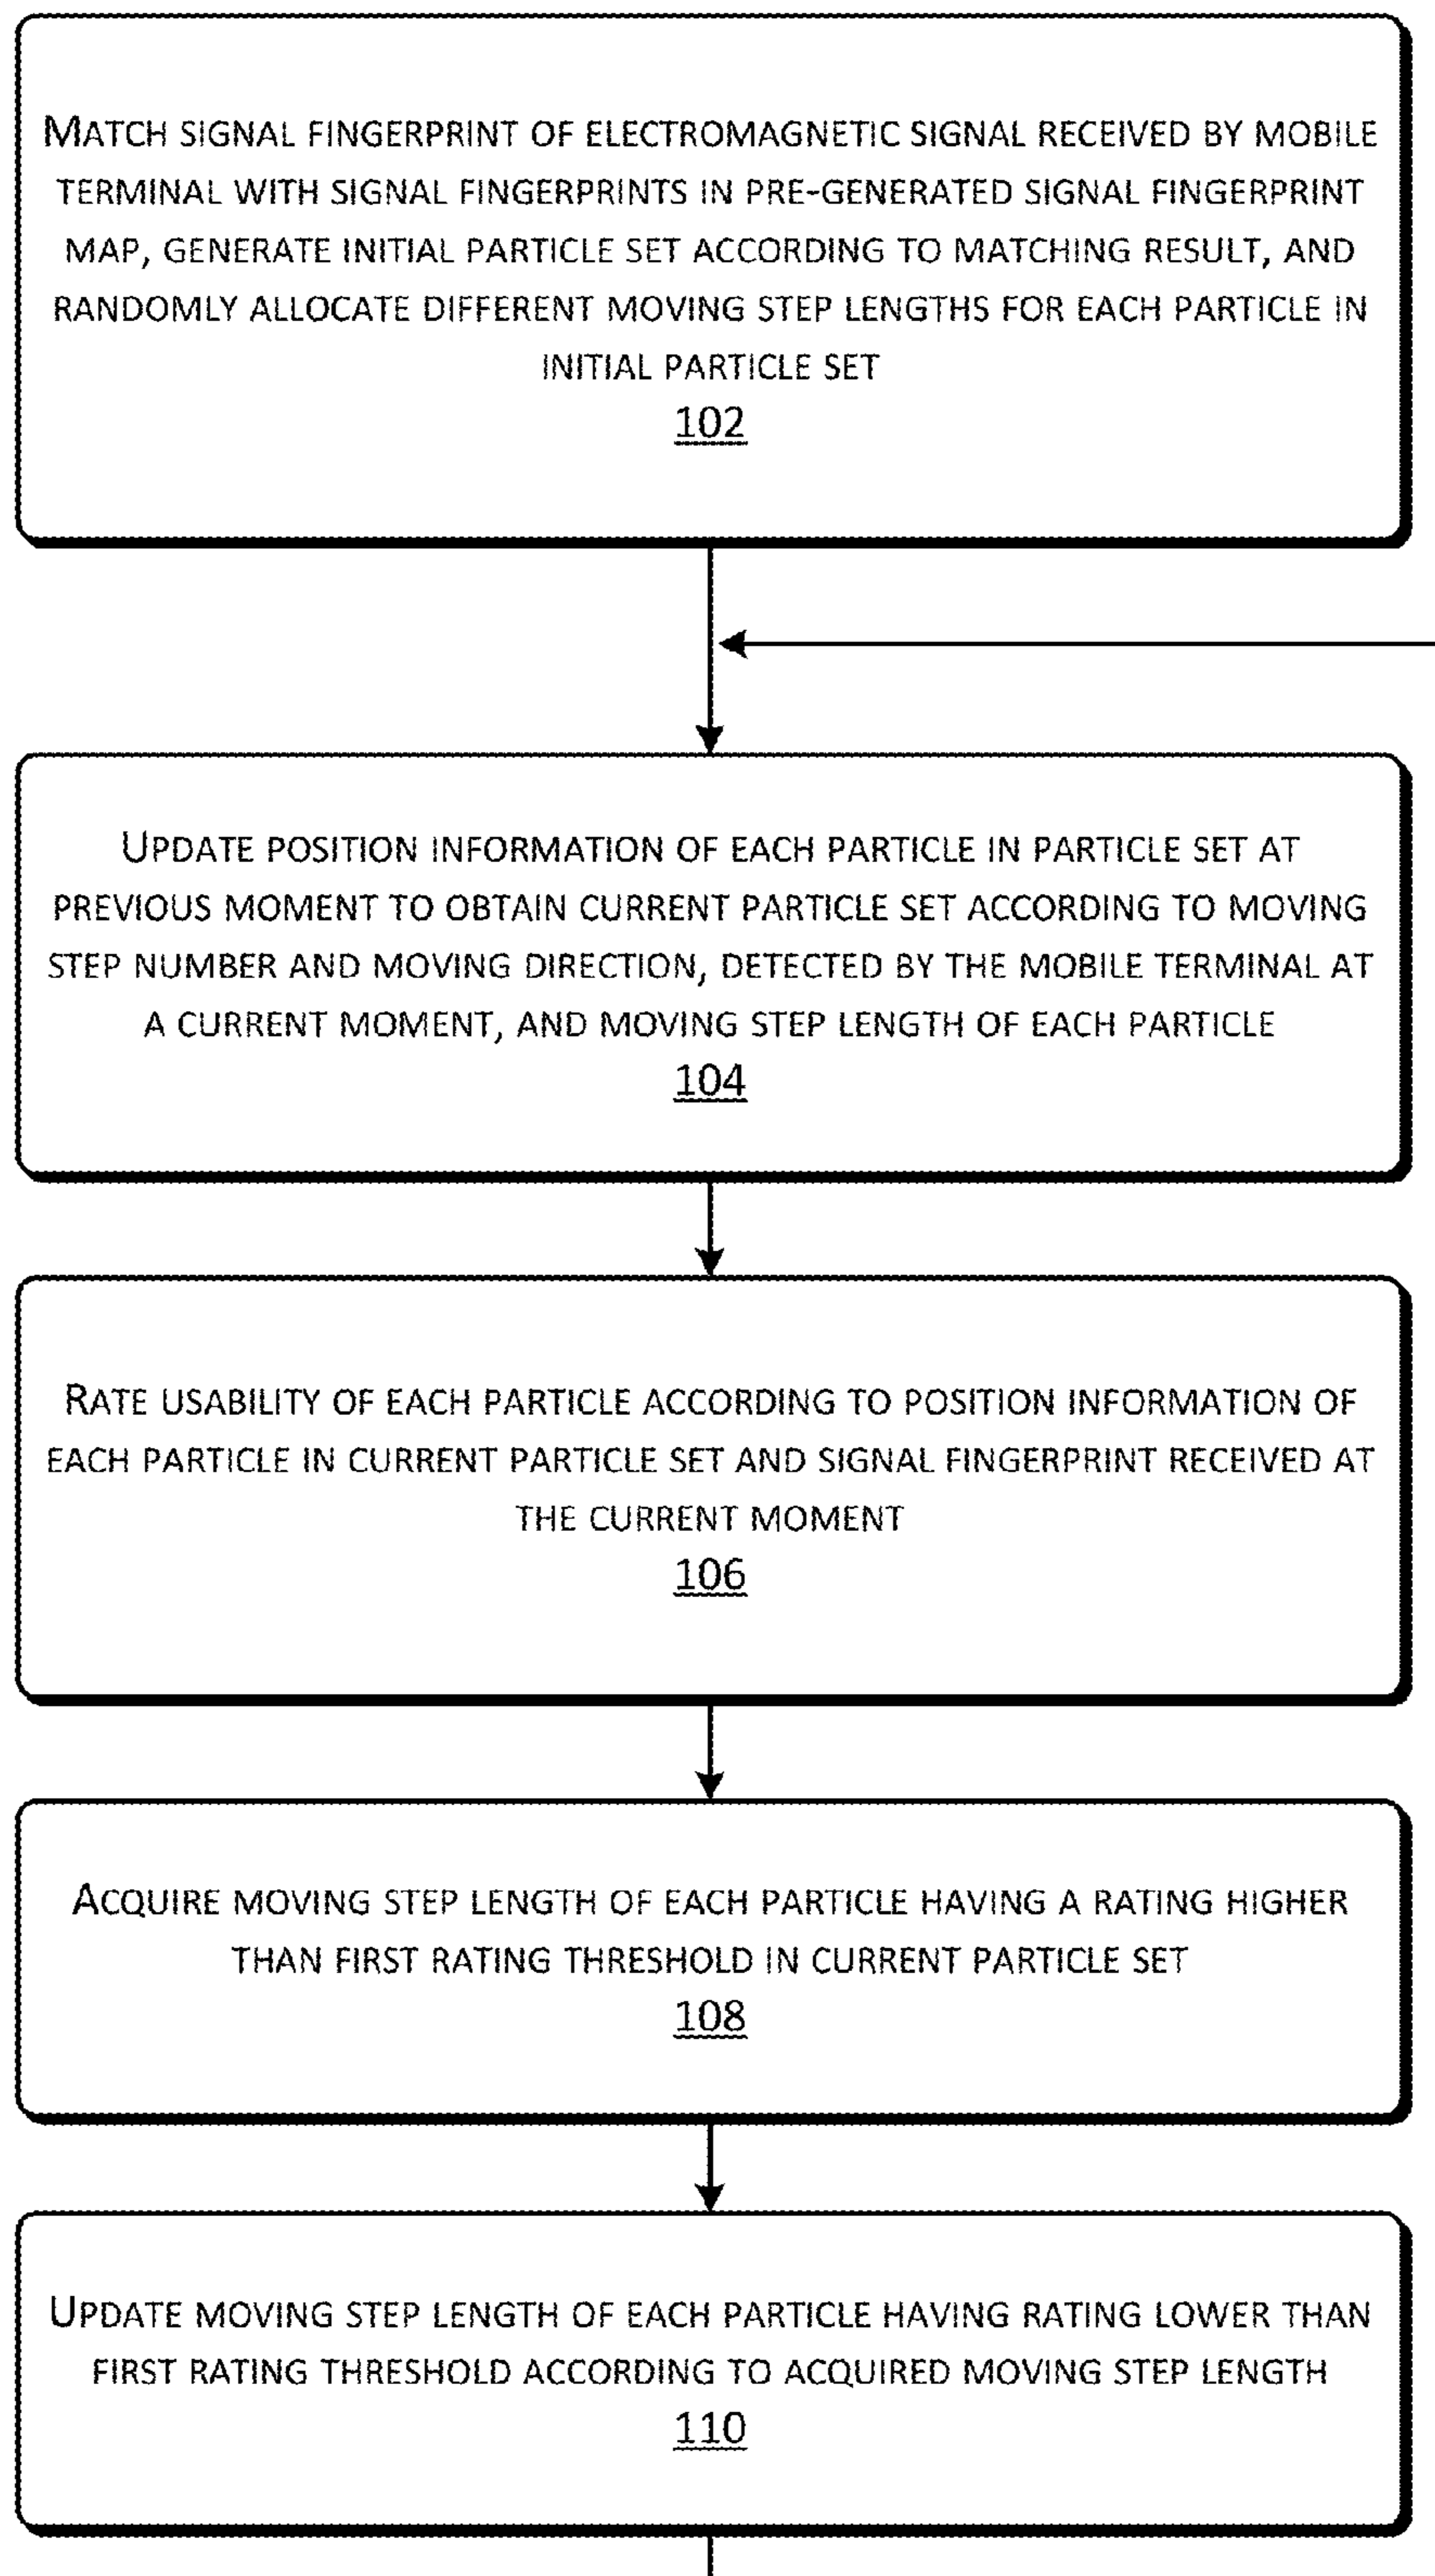 MATCH SIGNAL FINGERPRINT OF ELECTROMAGNETIC SIGNAL RECEIVED BY MOBILE
TERMINAL WITH SIGNAL FINGERPRINTS IN PRE-GENERATED SIGNAL FINGERPRINT
MAP, GENERATE INITIAL PARTICLE SET ACCORDING TO MATCHING RESULT, AND
RANDOMLY ALLOCATE DIFFERENT MOVING STEP LENGTHS FOR EACH PARTICLE IN
INITIAL PARTICLE SET
102
UPDATE POSITION INFORMATION OF EACH PARTICLE IN PARTICLE SET AT
PREVIOUS MOMENT TO OBTAIN CURRENT PARTICLE SET ACCORDING TO MOVING
STEP NUMBER AND MOVING DIRECTION, DETECTED BY THE MOBILE TERMINAL AT
A CURRENT MOMENT, AND MOVING STEP LENGTH OF EACH PARTICLE
104
RATE USABILITY OF EACH PARTICLE ACCORDING TO POSITION INFORMATION OF
EACH PARTICLE IN CURRENT PARTICLE SET AND SIGNAL FINGERPRINT RECEIVED AT
THE CURRENT MOMENT
106
ACQUIRE MOVING STEP LENGTH OF EACH PARTICLE HAVING A RATING HIGHER
THAN FIRST RATING THRESHOLD IN CURRENT PARTICLE SET
108
UPDATE MOVING STEP LENGTH OF EACH PARTICLE HAVING RATING LOWER THAN
FIRST RATING THRESHOLD ACCORDING TO ACQUIRED MOVING STEP LENGTH
110